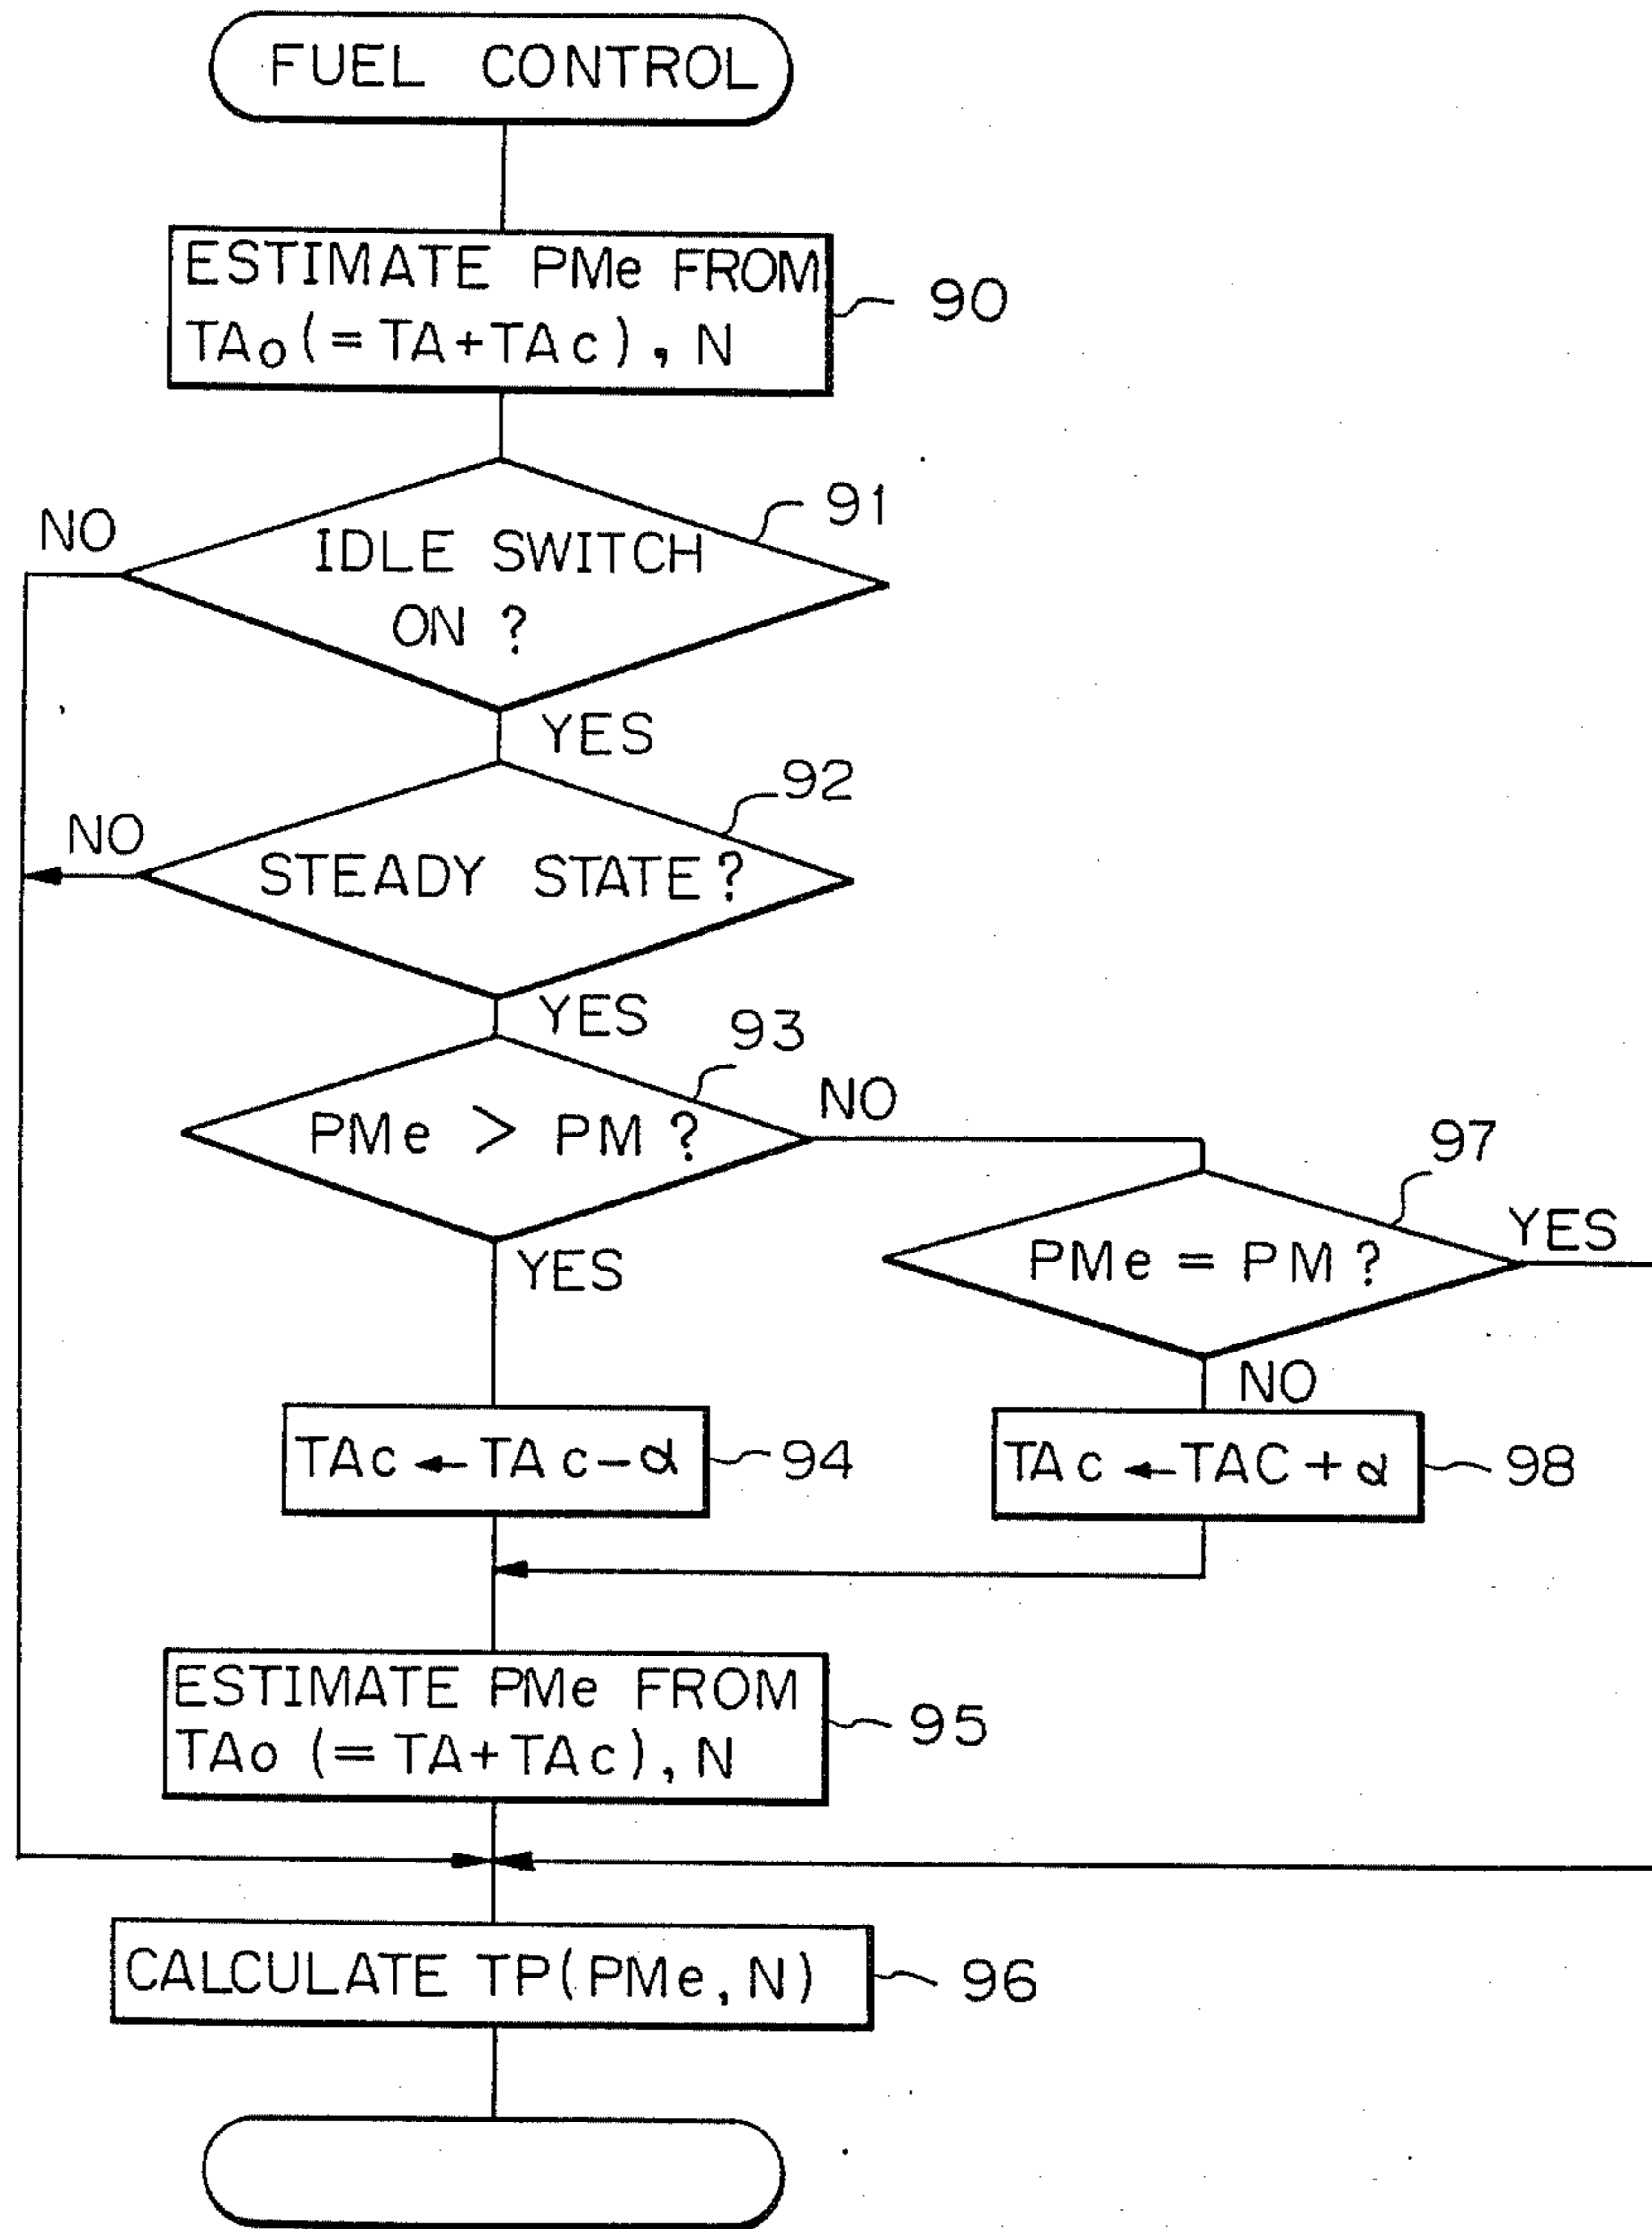 FUEL CONTROL
ESTIMATE PMe FROM
TAo (= TA+TAc), N
90
91
NO
IDLE SWITCH
ON ?
YES
92
NO
STEADY STATE?
YES
93
NO
PMe > PM ?
97
YES
PMe = PM ?
YES
NO
TAc ← TAc-α
94
TAc ← TAC + α
98
ESTIMATE PMe FROM
TAo (= TA+TAc), N
95
CALCULATE TP(PMe, N)
96